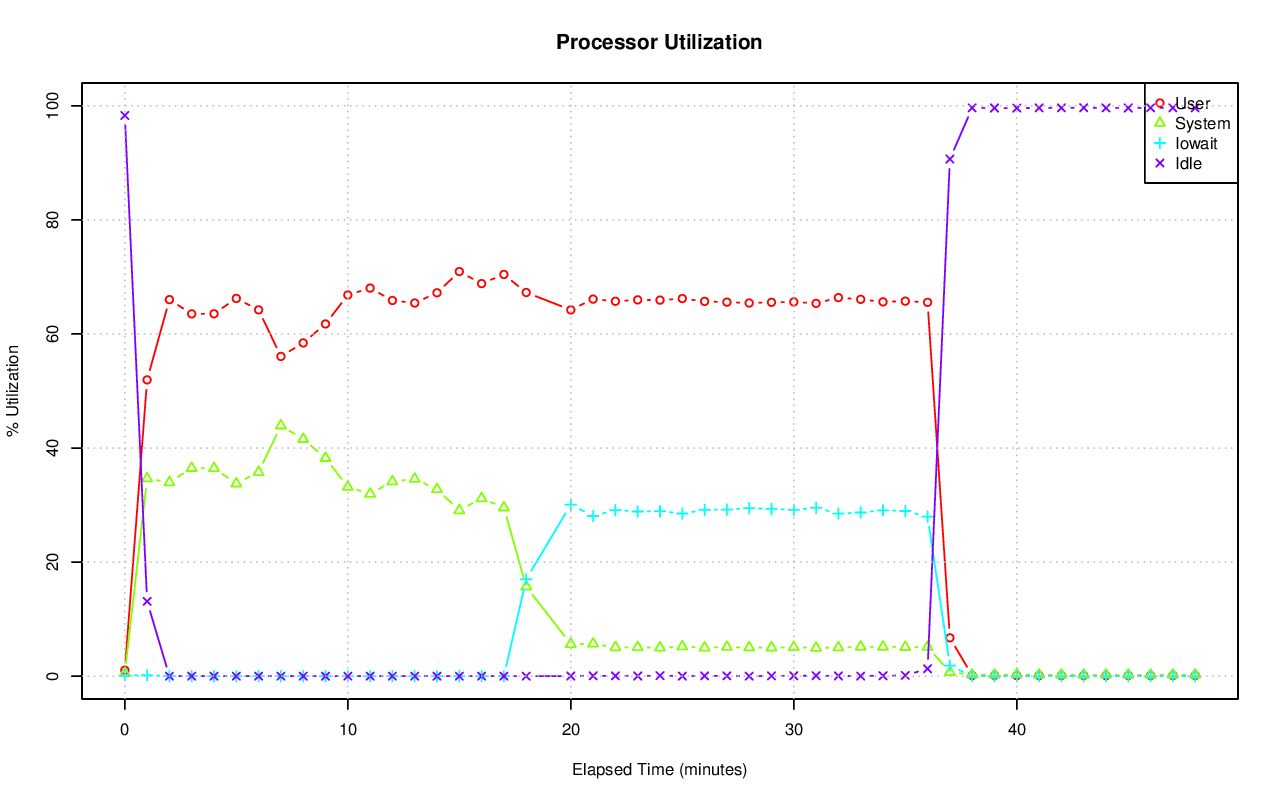 Processor Utilization
% Utilization
100
80
60
40
20
0
User
System
Iowait
Idle
0 10 20 30 40
Elapsed Time (minutes)